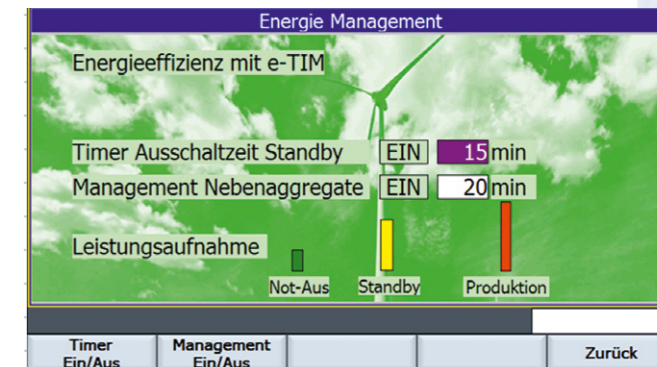 Energie Management
Energieeffizienz mit e-TIM
Timer Ausschaltzeit Standby EIN 15 min
Management Nebenaggregate EIN 20 min
Leistungsaufnahme
Not-Aus Standby Produktion
Timer Ein/Aus
Management Ein/Aus
Zurück